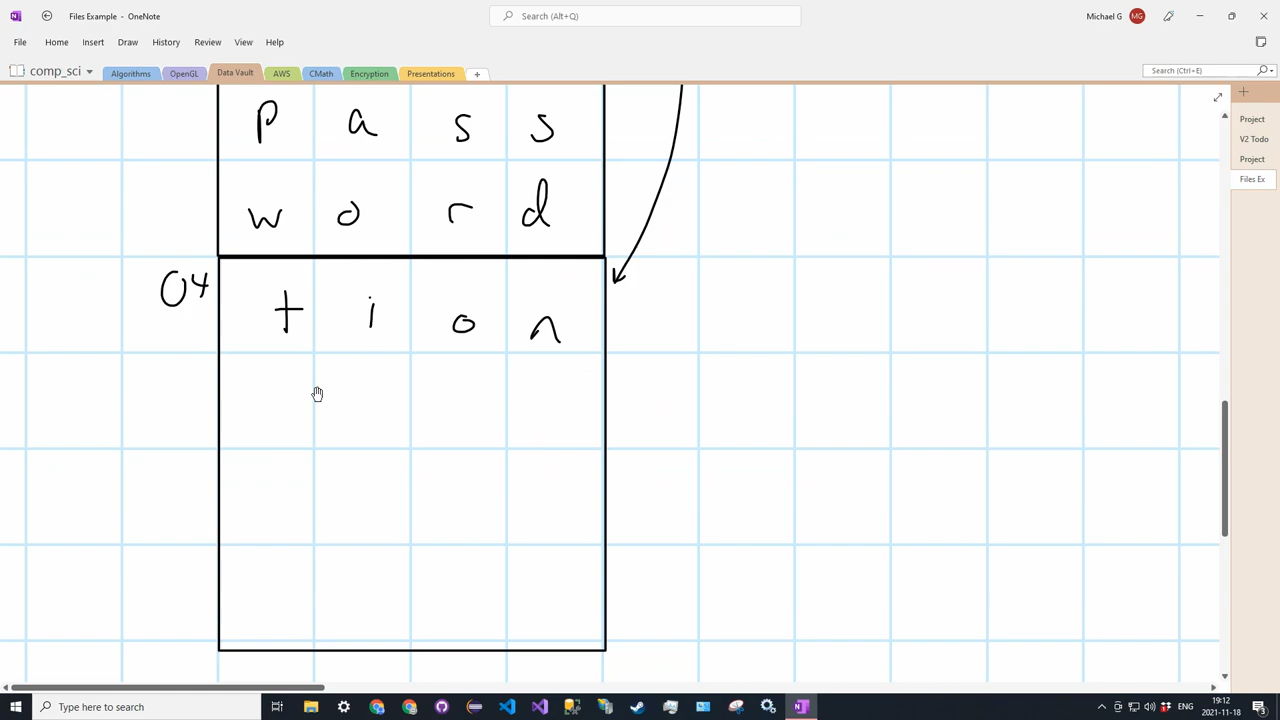 Files Example - OneNote
Search (Alt+Q)
Michael G
MG
File Home Insert Draw History Review View Help
comp_sci
Algorithms OpenGL Data Vault AWS CMath Encryption Presentations +
Search (Ctrl+E)
Project
V2 Todo
Project
Files Ex
p a s s
w o r d
04 t i o n
Type here to search
ENG
19:12
2021-11-18